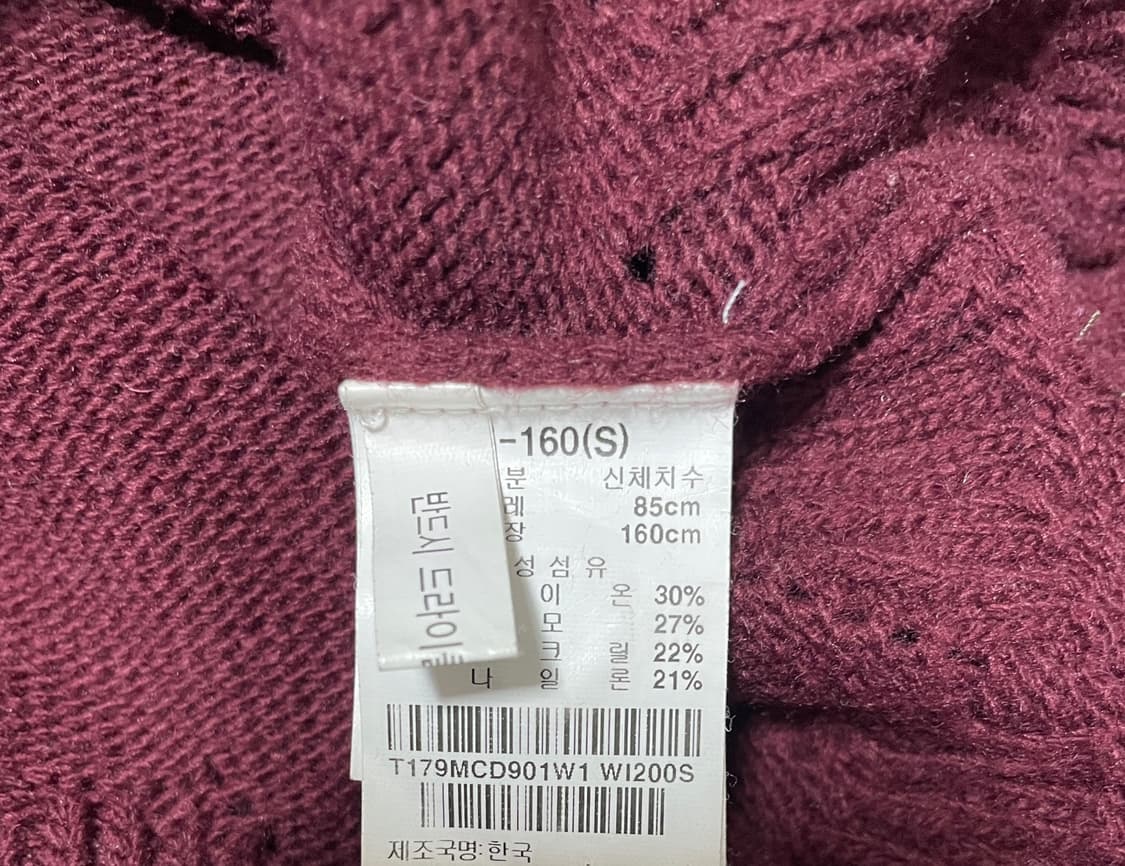 -160(S)
분 신체치수
레 85cm
장 160cm
성 섬 유
이 온 30%
모 27%
크 릴 22%
나 일 론 21%
반드시 드라이
T179MCD901W1 WI200S
제조국명:한국